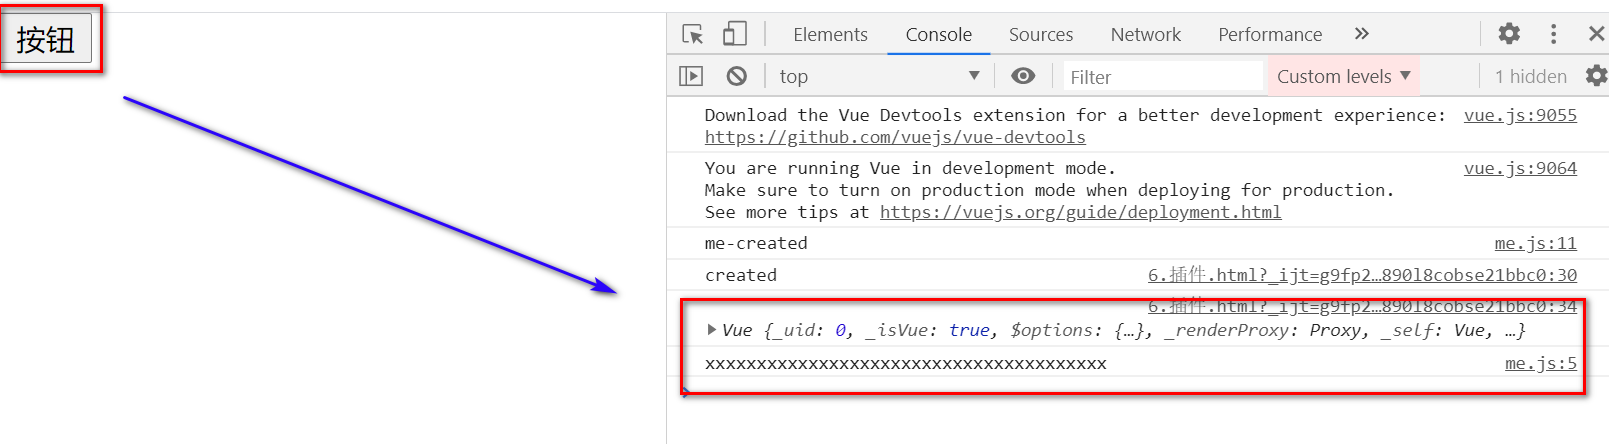 按钮
Elements Console Sources Network Performance
top Filter Custom levels 1 hidden
Download the Vue Devtools extension for a better development experience: vue.js:9055
https://github.com/vuejs/vue-devtools
You are running Vue in development mode. vue.js:9064
Make sure to turn on production mode when deploying for production.
See more tips at https://vuejs.org/guide/deployment.html
me-created me.js:11
created 6.插件.html?_ijt=g9fp2…890l8cobse21bbc0:30
6.插件.html?_ijt=g9fp2…890l8cobse21bbc0:34
Vue {_uid: 0, _isVue: true, $options: {…}, _renderProxy: Proxy, _self: Vue, …}
xxxxxxxxxxxxxxxxxxxxxxxxxxxxxxxxxxxxxxx me.js:5